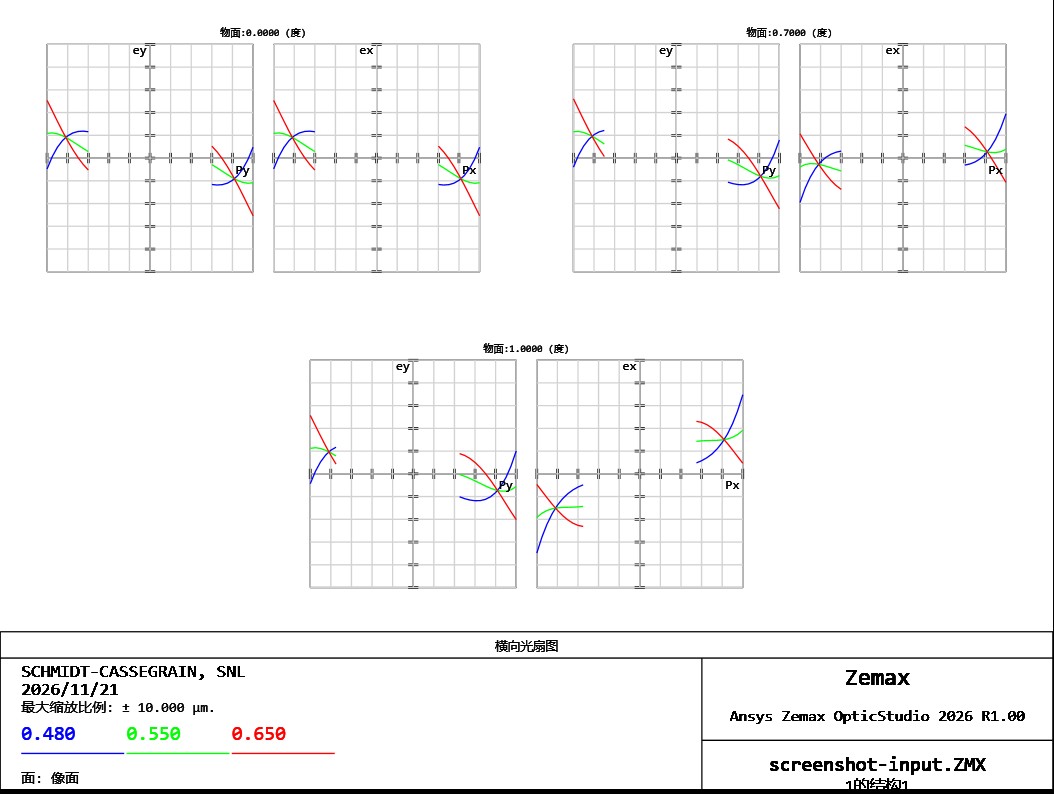 物面:0.0000 (度)
ey
Py
ex
Px
物面:0.7000 (度)
ey
Py
ex
Px
物面:1.0000 (度)
ey
Py
ex
Px
横向光扇图
SCHMIDT-CASSEGRAIN, SNL
2026/11/21
最大缩放比例: ± 10.000 µm.
0.480 0.550 0.650
面: 像面
Zemax
Ansys Zemax OpticStudio 2026 R1.00
screenshot-input.ZMX
1的结构1